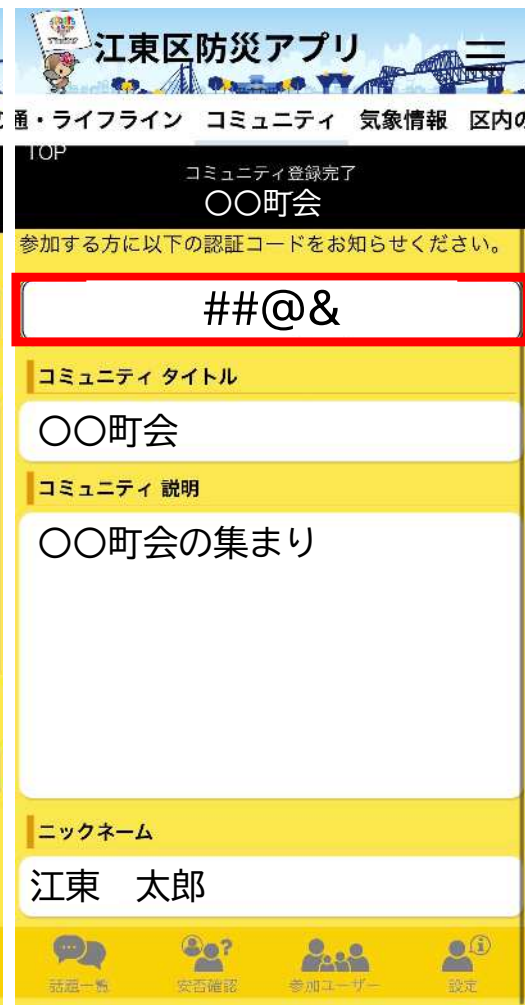 江東区防災アプリ
通・ライフライン コミュニティ 気象情報 区内の
TOP
コミュニティ登録完了
〇〇町会
参加する方に以下の認証コードをお知らせください。
##@&
コミュニティ タイトル
〇〇町会
コミュニティ 説明
〇〇町会の集まり
ニックネーム
江東　太郎
話題一覧 安否確認 参加ユーザー 設定